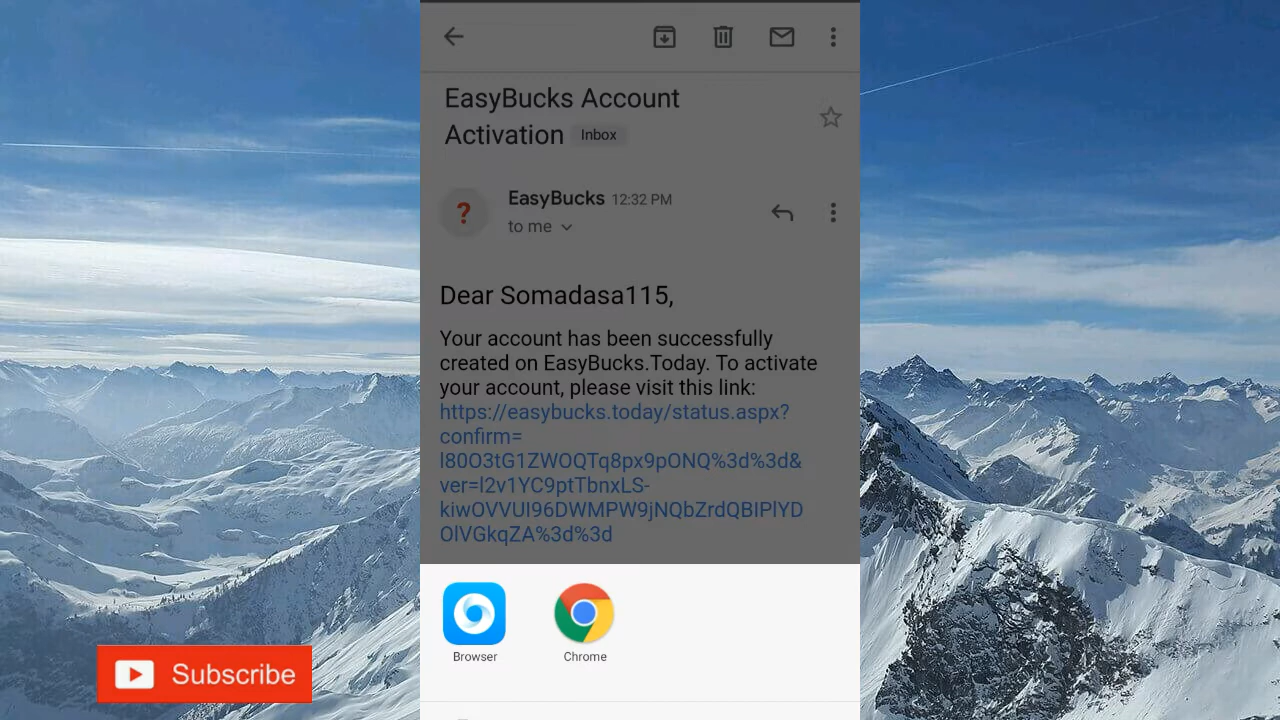 EasyBucks Account
Activation Inbox
EasyBucks 12:32 PM
to me
Dear Somadasa115,
Your account has been successfully
created on EasyBucks.Today. To activate
your account, please visit this link:
https://easybucks.today/status.aspx?
confirm=
l80O3tG1ZWOQTq8px9pONQ%3d%3d&
ver=l2v1YC9ptTbnxLS-
kiwOVVUI96DWMPW9jNQbZrdQBIPlYD
OlVGkqZA%3d%3d
Browser Chrome
Subscribe